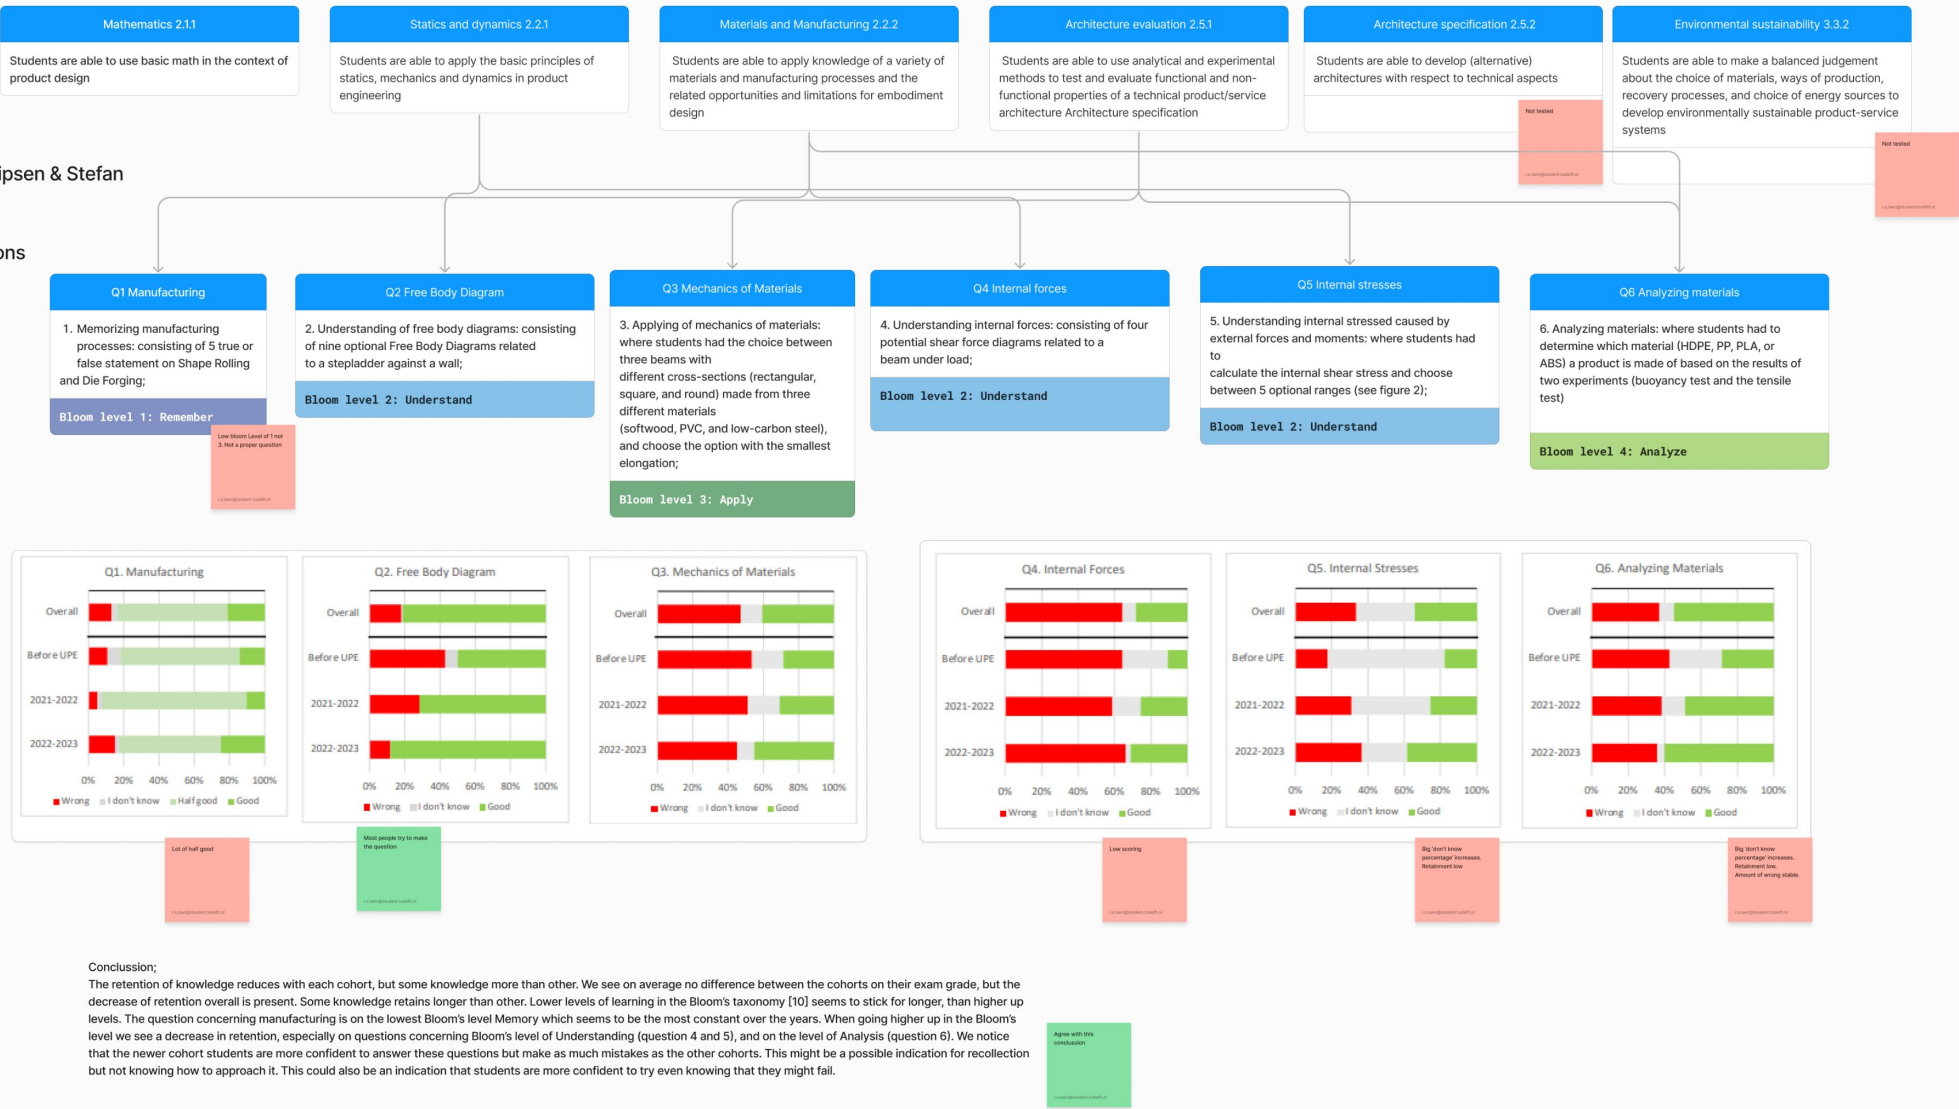 Mathematics 2.1.1
Students are able to use basic math in the context of
product design
Statics and dynamics 2.2.1
Students are able to apply the basic principles of
statics, mechanics and dynamics in product
engineering
Materials and Manufacturing 2.2.2
Students are able to apply knowledge of a variety of
materials and manufacturing processes and the
related opportunities and limitations for embodiment
design
Architecture evaluation 2.5.1
Students are able to use analytical and experimental
methods to test and evaluate functional and non-
functional properties of a technical product/service
architecture Architecture specification
Architecture specification 2.5.2
Students are able to develop (alternative)
architectures with respect to technical aspects
Not tested
Environmental sustainability 3.3.2
Students are able to make a balanced judgement
about the choice of materials, ways of production,
recovery processes, and choice of energy sources to
develop environmentally sustainable product-service
systems
Not tested
ipsen & Stefan
ons
Q1 Manufacturing
1. Memorizing manufacturing
processes: consisting of 5 true or
false statement on Shape Rolling
and Die Forging;
Bloom level 1: Remember
Low bloom Level of 1 not
3. Not a proper question
Q2 Free Body Diagram
2. Understanding of free body diagrams: consisting
of nine optional Free Body Diagrams related
to a stepladder against a wall;
Bloom level 2: Understand
Q3 Mechanics of Materials
3. Applying of mechanics of materials:
where students had the choice between
three beams with
different cross-sections (rectangular,
square, and round) made from three
different materials
(softwood, PVC, and low-carbon steel),
and choose the option with the smallest
elongation;
Bloom level 3: Apply
Q4 Internal forces
4. Understanding internal forces: consisting of four
potential shear force diagrams related to a
beam under load;
Bloom level 2: Understand
Q5 Internal stresses
5. Understanding internal stressed caused by
external forces and moments: where students had
to
calculate the internal shear stress and choose
between 5 optional ranges (see figure 2);
Bloom level 2: Understand
Q6 Analyzing materials
6. Analyzing materials: where students had to
determine which material (HDPE, PP, PLA, or
ABS) a product is made of based on the results of
two experiments (buoyancy test and the tensile
test)
Bloom level 4: Analyze
Q1. Manufacturing
Overall
Before UPE
2021-2022
2022-2023
0% 20% 40% 60% 80% 100%
Wrong I don't know Half good Good
Q2. Free Body Diagram
Overall
Before UPE
2021-2022
2022-2023
0% 20% 40% 60% 80% 100%
Wrong I don't know Good
Q3. Mechanics of Materials
Overall
Before UPE
2021-2022
2022-2023
0% 20% 40% 60% 80% 100%
Wrong I don't know Good
Q4. Internal Forces
Overall
Before UPE
2021-2022
2022-2023
0% 20% 40% 60% 80% 100%
Wrong I don't know Good
Q5. Internal Stresses
Overall
Before UPE
2021-2022
2022-2023
0% 20% 40% 60% 80% 100%
Wrong I don't know Good
Q6. Analyzing Materials
Overall
Before UPE
2021-2022
2022-2023
0% 20% 40% 60% 80% 100%
Wrong I don't know Good
Lot of half good
Most people try to make
the question
Low scoring
Big 'don't know
percentage' increases.
Retainment low
Big 'don't know
percentage' increases.
Retainment low.
Amount of wrong stable.
Conclussion;
The retention of knowledge reduces with each cohort, but some knowledge more than other. We see on average no difference between the cohorts on their exam grade, but the
decrease of retention overall is present. Some knowledge retains longer than other. Lower levels of learning in the Bloom's taxonomy [10] seems to stick for longer, than higher up
levels. The question concerning manufacturing is on the lowest Bloom's level Memory which seems to be the most constant over the years. When going higher up in the Bloom's
level we see a decrease in retention, especially on questions concerning Bloom's level of Understanding (question 4 and 5), and on the level of Analysis (question 6). We notice
that the newer cohort students are more confident to answer these questions but make as much mistakes as the other cohorts. This might be a possible indication for recollection
but not knowing how to approach it. This could also be an indication that students are more confident to try even knowing that they might fail.
Agree with this
conclussion